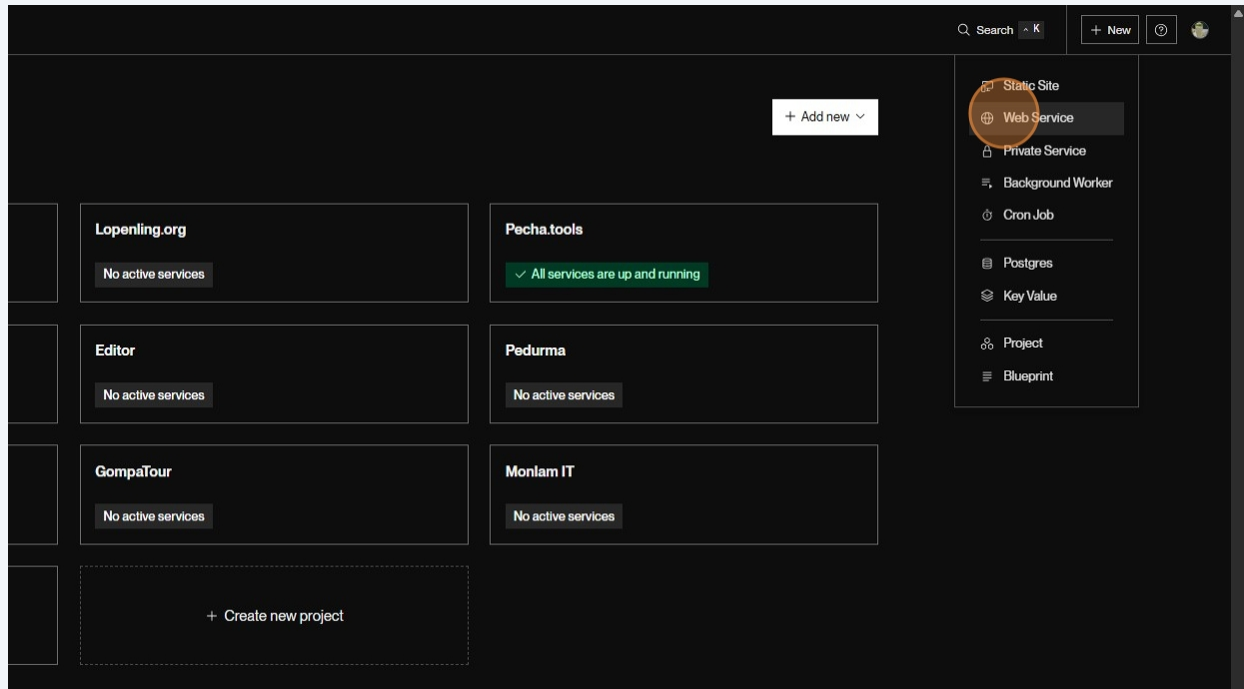 Search ^ K
+ New
+ Add new
Static Site
Web Service
Private Service
Background Worker
Cron Job
Postgres
Key Value
Project
Blueprint
Lopenling.org
No active services
Pecha.tools
All services are up and running
Editor
No active services
Pedurma
No active services
GompaTour
No active services
Monlam IT
No active services
+ Create new project